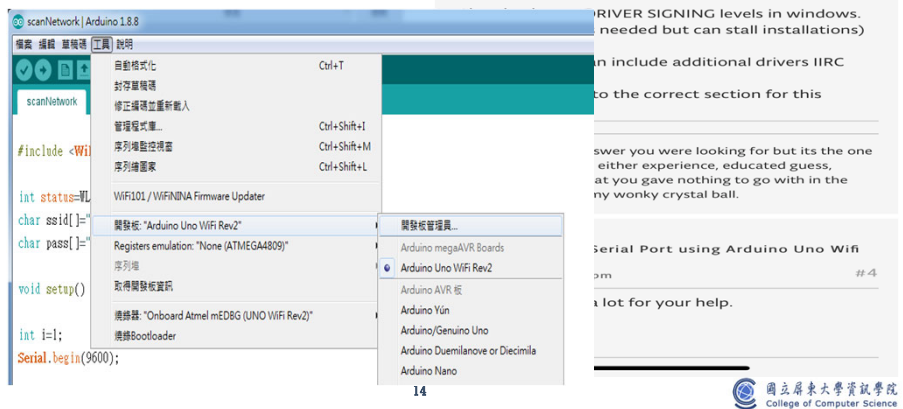 scanNetwork | Arduino 1.8.8
檔案 編輯 草稿碼 工具 說明
scanNetwork
自動格式化 Ctrl+T
封存草稿碼
修正編碼並重新載入
管理程式庫... Ctrl+Shift+I
序列埠監控視窗 Ctrl+Shift+M
序列繪圖家 Ctrl+Shift+L
WiFi101 / WiFiNINA Firmware Updater
開發板: "Arduino Uno WiFi Rev2"
Registers emulation: "None (ATMEGA4809)"
序列埠
取得開發板資訊
燒錄器: "Onboard Atmel mEDBG (UNO WiFi Rev2)"
燒錄Bootloader
#include <Wi
int status=WL
char ssid[]="
char pass[]="
void setup()
int i=1;
Serial.begin(9600);
開發板管理員...
Arduino megaAVR Boards
Arduino Uno WiFi Rev2
Arduino AVR 板
Arduino Yún
Arduino/Genuino Uno
Arduino Duemilanove or Diecimila
Arduino Nano
RIVER SIGNING levels in windows.
needed but can stall installations)
n include additional drivers IIRC
to the correct section for this
swer you were looking for but its the one
either experience, educated guess,
at you gave nothing to go with in the
my wonky crystal ball.
Serial Port using Arduino Uno Wifi
om #4
a lot for your help.
14
國立屏東大學資訊學院
College of Computer Science